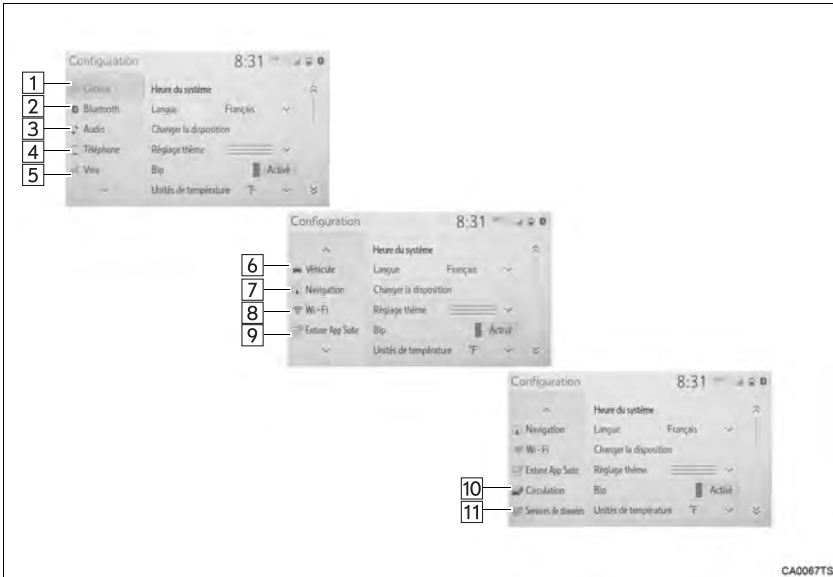 Configuration 8:31
1 Général Heure du système
2 Bluetooth Langue Français
3 Audio Changer la disposition
4 Téléphone Réglage thème
5 Voix Bip Activé
Unités de température °F
Configuration 8:31
Heure du système
6 Véhicule Langue Français
7 Navigation Changer la disposition
8 Wi-Fi Réglage thème
9 Entune App Suite Bip Activé
Unités de température °F
Configuration 8:31
Heure du système
Navigation Langue Français
Wi-Fi Changer la disposition
Entune App Suite Réglage thème
10 Circulation Bip Activé
11 Services de données Unités de température °F
CA0067TS